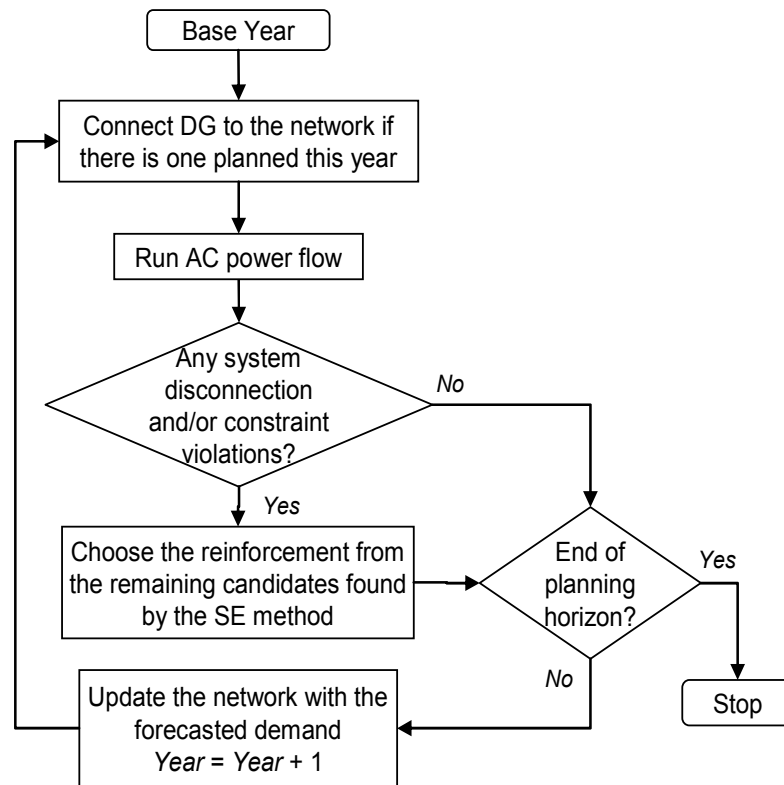 Base Year
Connect DG to the network if
there is one planned this year
Run AC power flow
Any system
disconnection
and/or constraint
violations?
No
Yes
Choose the reinforcement from
the remaining candidates found
by the SE method
End of
planning
horizon?
Yes
No
Update the network with the
forecasted demand
Year = Year + 1
Stop